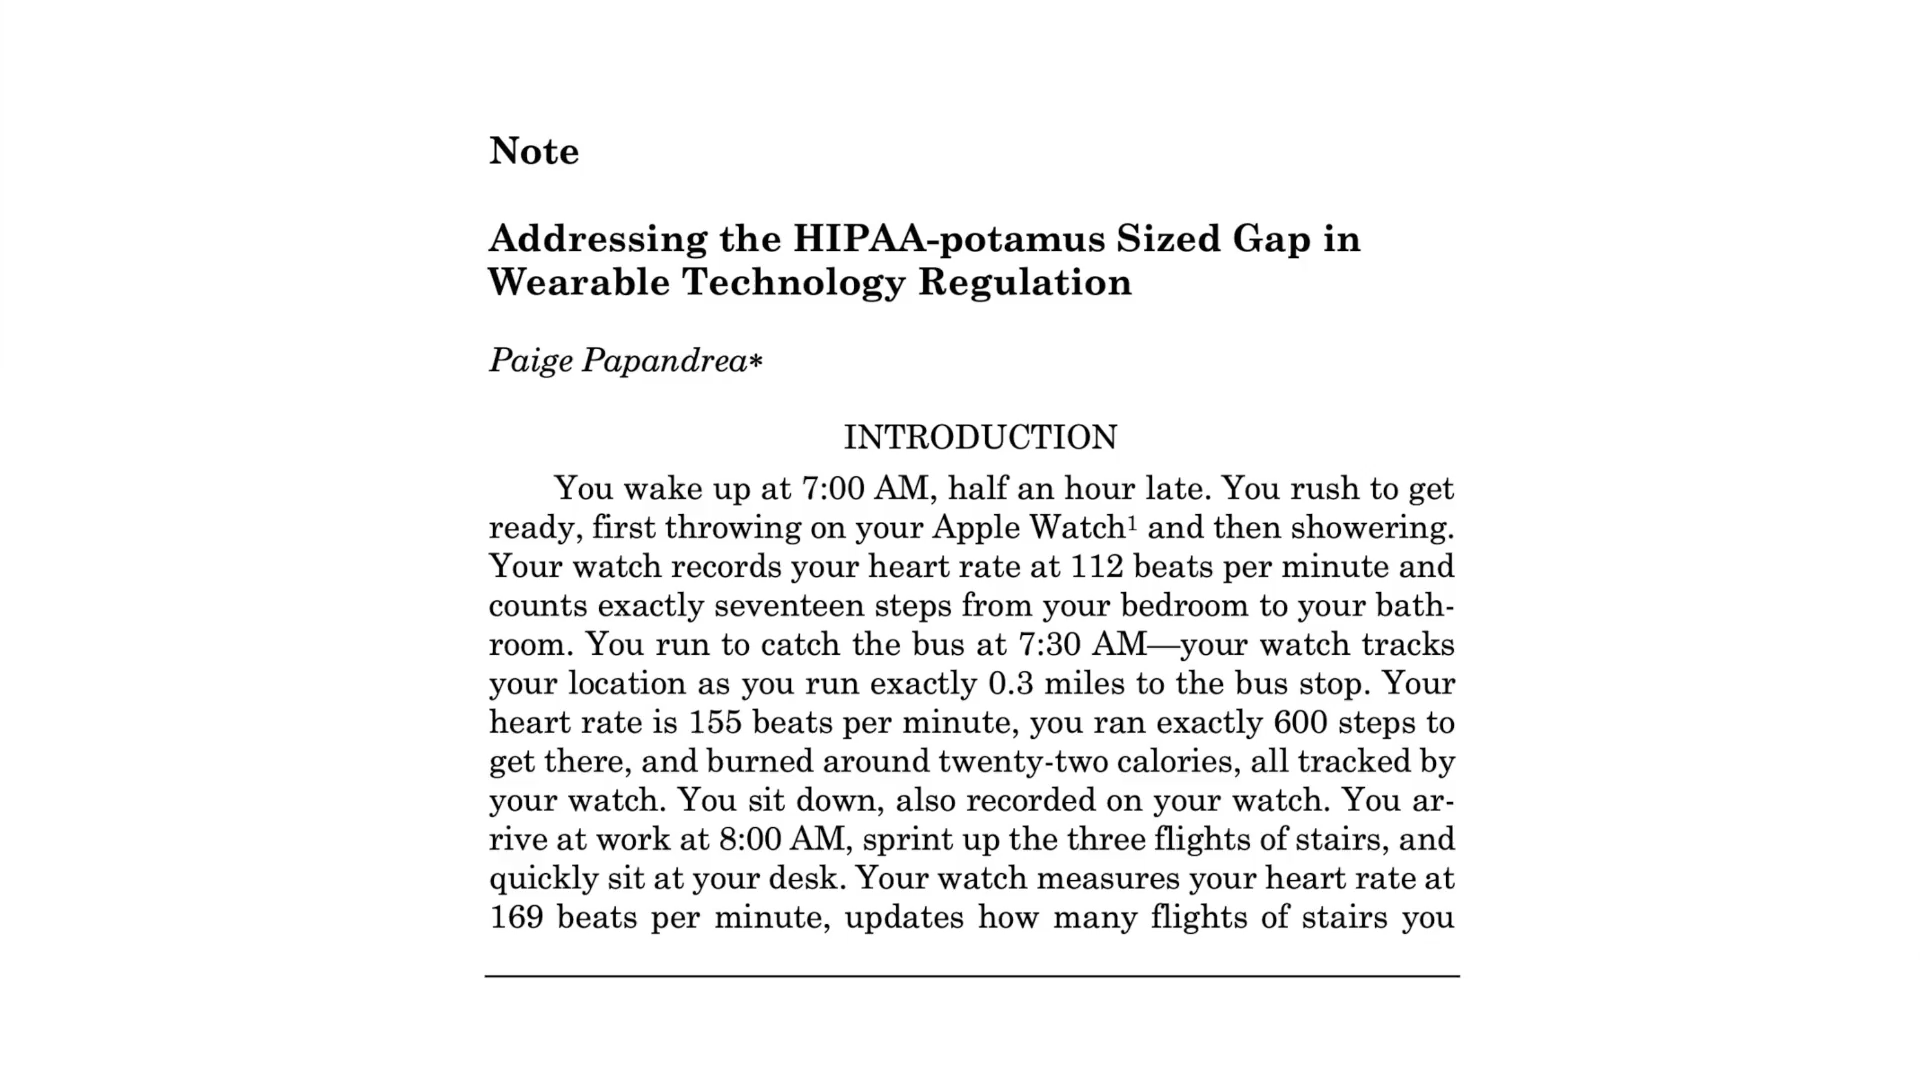 Note
Addressing the HIPAA-potamus Sized Gap in
Wearable Technology Regulation
Paige Papandrea*
INTRODUCTION
You wake up at 7:00 AM, half an hour late. You rush to get
ready, first throwing on your Apple Watch¹ and then showering.
Your watch records your heart rate at 112 beats per minute and
counts exactly seventeen steps from your bedroom to your bath-
room. You run to catch the bus at 7:30 AM—your watch tracks
your location as you run exactly 0.3 miles to the bus stop. Your
heart rate is 155 beats per minute, you ran exactly 600 steps to
get there, and burned around twenty-two calories, all tracked by
your watch. You sit down, also recorded on your watch. You ar-
rive at work at 8:00 AM, sprint up the three flights of stairs, and
quickly sit at your desk. Your watch measures your heart rate at
169 beats per minute, updates how many flights of stairs you